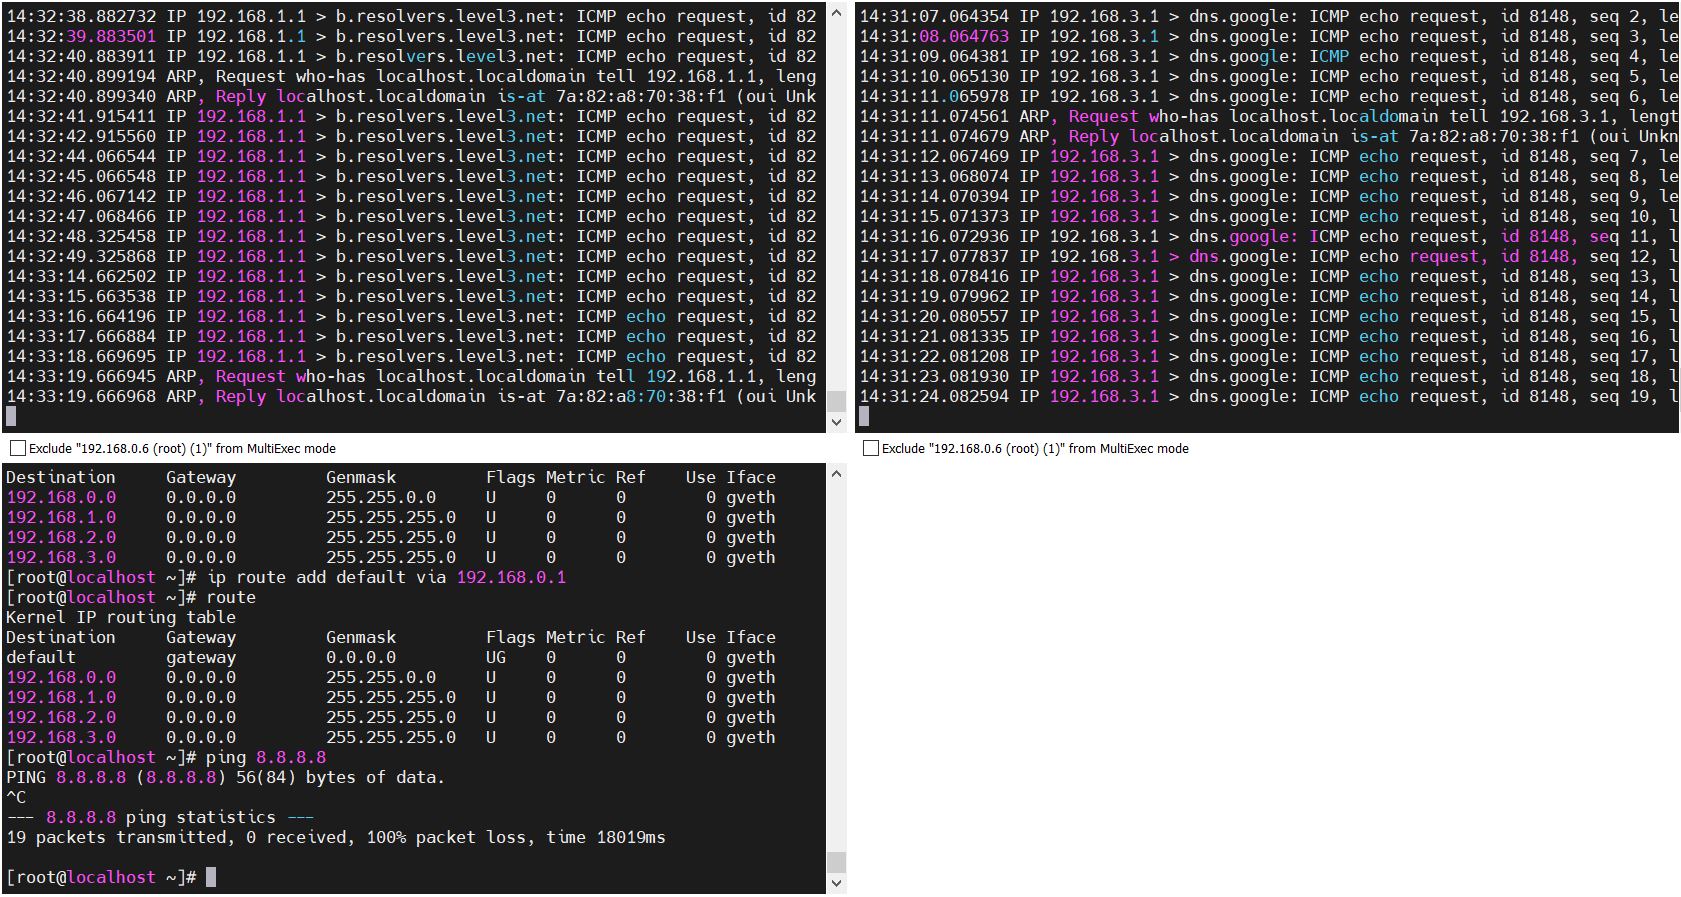 14:32:38.882732 IP 192.168.1.1 > b.resolvers.level3.net: ICMP echo request, id 82
14:32:39.883501 IP 192.168.1.1 > b.resolvers.level3.net: ICMP echo request, id 82
14:32:40.883911 IP 192.168.1.1 > b.resolvers.level3.net: ICMP echo request, id 82
14:32:40.899194 ARP, Request who-has localhost.localdomain tell 192.168.1.1, leng
14:32:40.899340 ARP, Reply localhost.localdomain is-at 7a:82:a8:70:38:f1 (oui Unk
14:32:41.915411 IP 192.168.1.1 > b.resolvers.level3.net: ICMP echo request, id 82
14:32:42.915560 IP 192.168.1.1 > b.resolvers.level3.net: ICMP echo request, id 82
14:32:44.066544 IP 192.168.1.1 > b.resolvers.level3.net: ICMP echo request, id 82
14:32:45.066548 IP 192.168.1.1 > b.resolvers.level3.net: ICMP echo request, id 82
14:32:46.067142 IP 192.168.1.1 > b.resolvers.level3.net: ICMP echo request, id 82
14:32:47.068466 IP 192.168.1.1 > b.resolvers.level3.net: ICMP echo request, id 82
14:32:48.325458 IP 192.168.1.1 > b.resolvers.level3.net: ICMP echo request, id 82
14:32:49.325868 IP 192.168.1.1 > b.resolvers.level3.net: ICMP echo request, id 82
14:33:14.662502 IP 192.168.1.1 > b.resolvers.level3.net: ICMP echo request, id 82
14:33:15.663538 IP 192.168.1.1 > b.resolvers.level3.net: ICMP echo request, id 82
14:33:16.664196 IP 192.168.1.1 > b.resolvers.level3.net: ICMP echo request, id 82
14:33:17.666884 IP 192.168.1.1 > b.resolvers.level3.net: ICMP echo request, id 82
14:33:18.669695 IP 192.168.1.1 > b.resolvers.level3.net: ICMP echo request, id 82
14:33:19.666945 ARP, Request who-has localhost.localdomain tell 192.168.1.1, leng
14:33:19.666968 ARP, Reply localhost.localdomain is-at 7a:82:a8:70:38:f1 (oui Unk
Exclude "192.168.0.6 (root) (1)" from MultiExec mode
14:31:07.064354 IP 192.168.3.1 > dns.google: ICMP echo request, id 8148, seq 2, le
14:31:08.064763 IP 192.168.3.1 > dns.google: ICMP echo request, id 8148, seq 3, le
14:31:09.064381 IP 192.168.3.1 > dns.google: ICMP echo request, id 8148, seq 4, le
14:31:10.065130 IP 192.168.3.1 > dns.google: ICMP echo request, id 8148, seq 5, le
14:31:11.065978 IP 192.168.3.1 > dns.google: ICMP echo request, id 8148, seq 6, le
14:31:11.074561 ARP, Request who-has localhost.localdomain tell 192.168.3.1, lengt
14:31:11.074679 ARP, Reply localhost.localdomain is-at 7a:82:a8:70:38:f1 (oui Unkn
14:31:12.067469 IP 192.168.3.1 > dns.google: ICMP echo request, id 8148, seq 7, le
14:31:13.068074 IP 192.168.3.1 > dns.google: ICMP echo request, id 8148, seq 8, le
14:31:14.070394 IP 192.168.3.1 > dns.google: ICMP echo request, id 8148, seq 9, le
14:31:15.071373 IP 192.168.3.1 > dns.google: ICMP echo request, id 8148, seq 10, l
14:31:16.072936 IP 192.168.3.1 > dns.google: ICMP echo request, id 8148, seq 11, l
14:31:17.077837 IP 192.168.3.1 > dns.google: ICMP echo request, id 8148, seq 12, l
14:31:18.078416 IP 192.168.3.1 > dns.google: ICMP echo request, id 8148, seq 13, l
14:31:19.079962 IP 192.168.3.1 > dns.google: ICMP echo request, id 8148, seq 14, l
14:31:20.080557 IP 192.168.3.1 > dns.google: ICMP echo request, id 8148, seq 15, l
14:31:21.081335 IP 192.168.3.1 > dns.google: ICMP echo request, id 8148, seq 16, l
14:31:22.081208 IP 192.168.3.1 > dns.google: ICMP echo request, id 8148, seq 17, l
14:31:23.081930 IP 192.168.3.1 > dns.google: ICMP echo request, id 8148, seq 18, l
14:31:24.082594 IP 192.168.3.1 > dns.google: ICMP echo request, id 8148, seq 19, l
Exclude "192.168.0.6 (root) (1)" from MultiExec mode
Destination Gateway Genmask Flags Metric Ref Use Iface
192.168.0.0 0.0.0.0 255.255.0.0 U 0 0 0 gveth
192.168.1.0 0.0.0.0 255.255.255.0 U 0 0 0 gveth
192.168.2.0 0.0.0.0 255.255.255.0 U 0 0 0 gveth
192.168.3.0 0.0.0.0 255.255.255.0 U 0 0 0 gveth
[root@localhost ~]# ip route add default via 192.168.0.1
[root@localhost ~]# route
Kernel IP routing table
Destination Gateway Genmask Flags Metric Ref Use Iface
default gateway 0.0.0.0 UG 0 0 0 gveth
192.168.0.0 0.0.0.0 255.255.0.0 U 0 0 0 gveth
192.168.1.0 0.0.0.0 255.255.255.0 U 0 0 0 gveth
192.168.2.0 0.0.0.0 255.255.255.0 U 0 0 0 gveth
192.168.3.0 0.0.0.0 255.255.255.0 U 0 0 0 gveth
[root@localhost ~]# ping 8.8.8.8
PING 8.8.8.8 (8.8.8.8) 56(84) bytes of data.
^C
--- 8.8.8.8 ping statistics ---
19 packets transmitted, 0 received, 100% packet loss, time 18019ms
[root@localhost ~]#